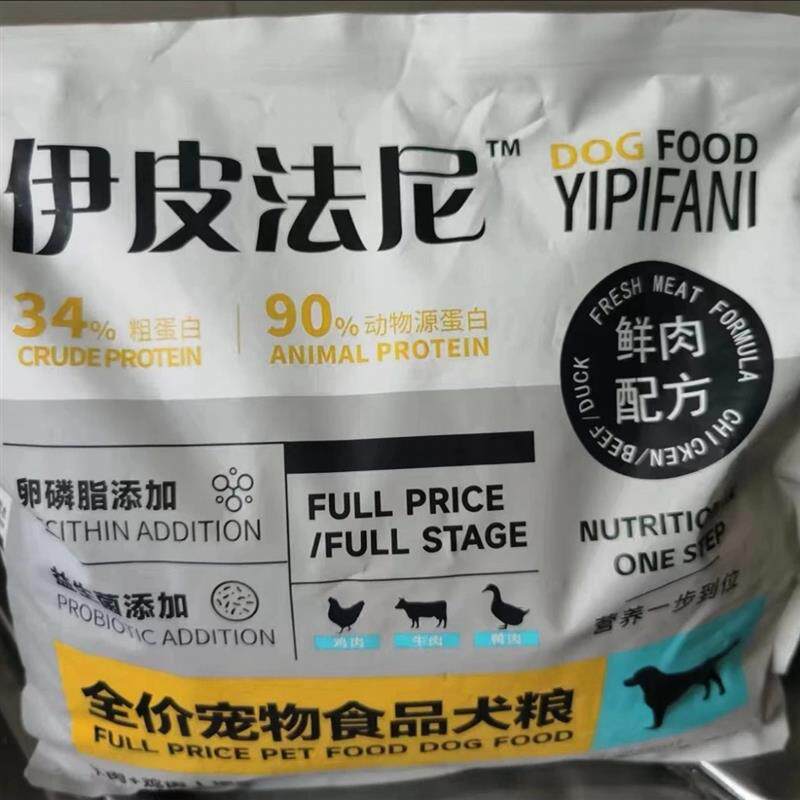 伊皮法尼™
DOG FOOD
YIPIFANI
34% 粗蛋白
CRUDE PROTEIN
90% 动物源蛋白
ANIMAL PROTEIN
FRESH MEAT FORMULA
鲜肉
配方
CHICKEN/BEEF/DUCK
卵磷脂添加
ADDITION
益生菌添加
PROBIOTIC ADDITION
FULL PRICE
/FULL STAGE
鸡肉 牛肉 鸭肉
ONE STEP
营养一步到位
全价宠物食品犬粮
FULL PRICE PET FOOD DOG FOOD